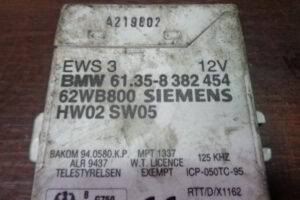 A219802
EWS 3 12V
BMW 61.35-8 382 454
62WB800 SIEMENS
HW02 SW05
BAKOM 94.0580.K.P. MPT 1337 125 KHZ
ALR 9437 W.T. LICENCE ICP-050TC-95
TELESTYRELSEN EXEMPT
RTT/D/X1162